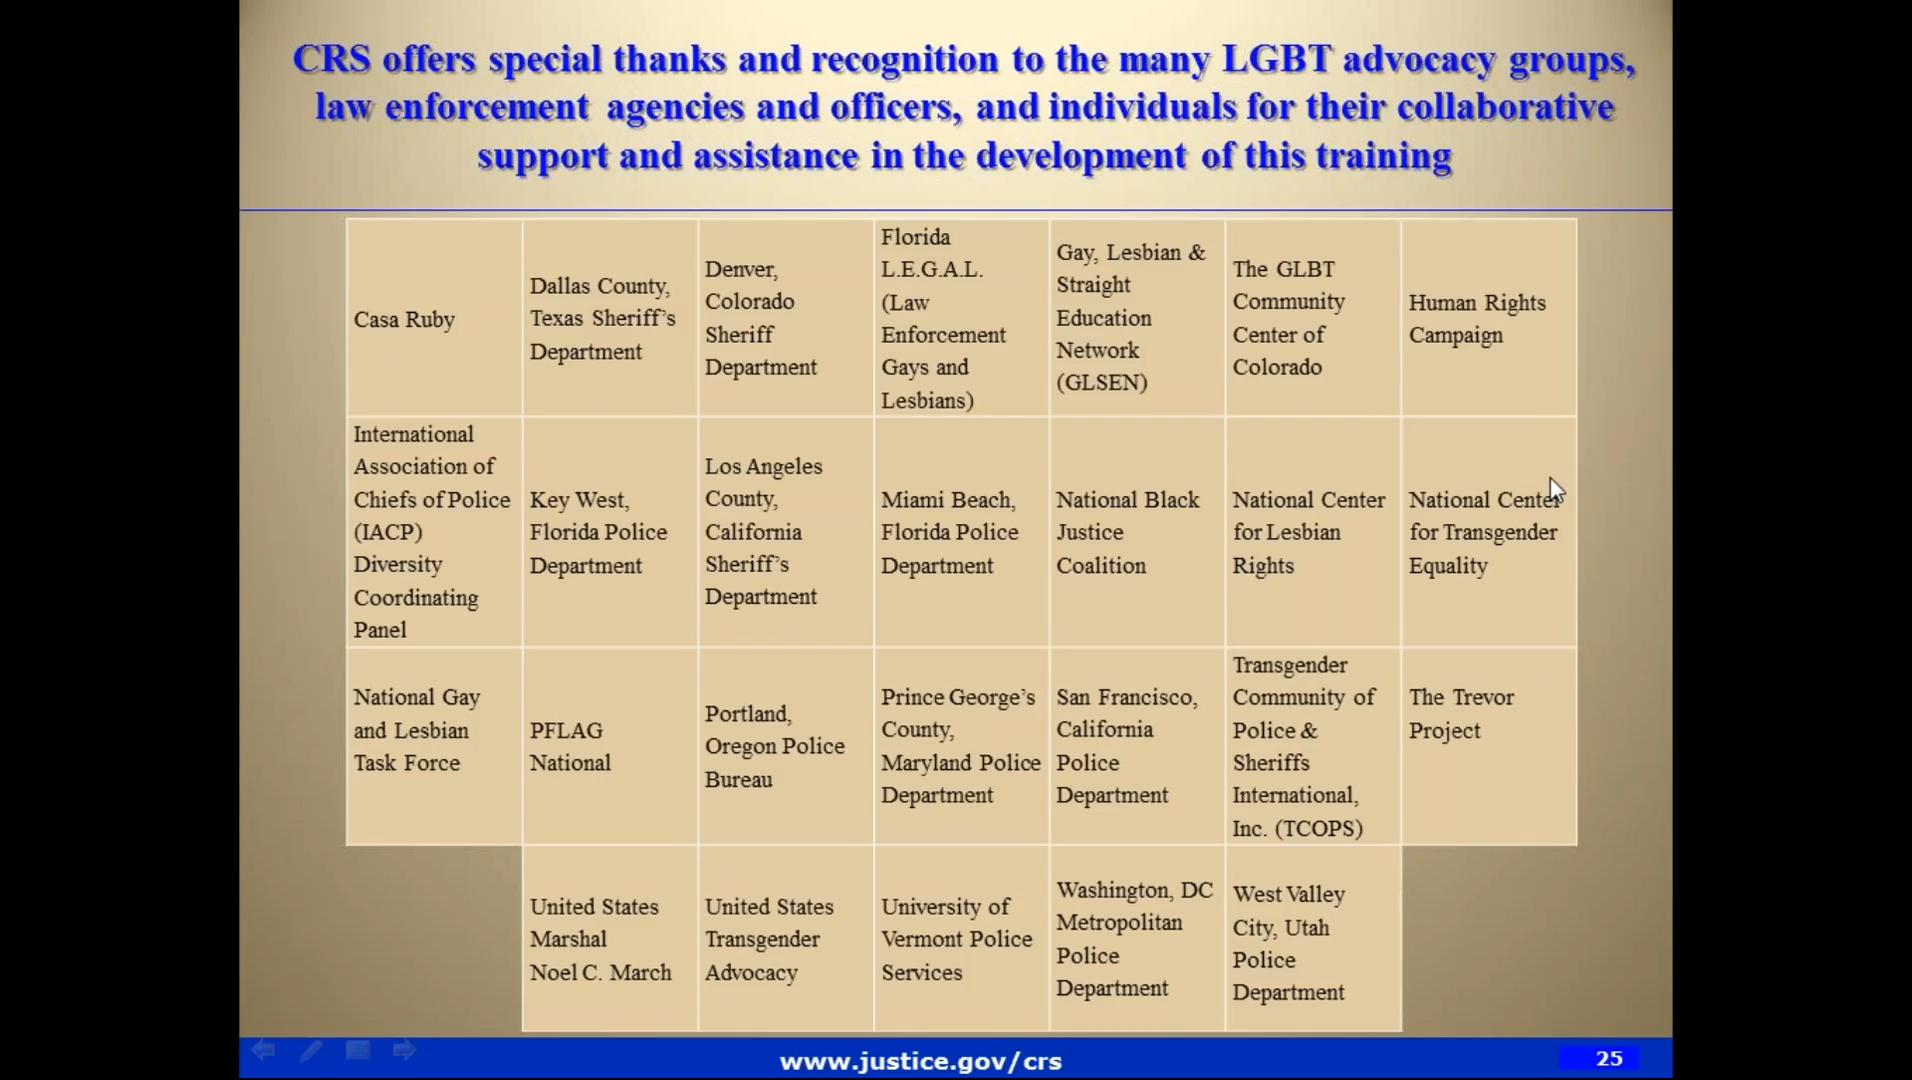 CRS offers special thanks and recognition to the many LGBT advocacy groups,
law enforcement agencies and officers, and individuals for their collaborative
support and assistance in the development of this training
Casa Ruby
Dallas County,
Texas Sheriff's
Department
Denver,
Colorado
Sheriff
Department
Florida
L.E.G.A.L.
(Law
Enforcement
Gays and
Lesbians)
Gay, Lesbian &
Straight
Education
Network
(GLSEN)
The GLBT
Community
Center of
Colorado
Human Rights
Campaign
International
Association of
Chiefs of Police
(IACP)
Diversity
Coordinating
Panel
Key West,
Florida Police
Department
Los Angeles
County,
California
Sheriff's
Department
Miami Beach,
Florida Police
Department
National Black
Justice
Coalition
National Center
for Lesbian
Rights
National Center
for Transgender
Equality
National Gay
and Lesbian
Task Force
PFLAG
National
Portland,
Oregon Police
Bureau
Prince George's
County,
Maryland Police
Department
San Francisco,
California
Police
Department
Transgender
Community of
Police &
Sheriffs
International,
Inc. (TCOPS)
The Trevor
Project
United States
Marshal
Noel C. March
United States
Transgender
Advocacy
University of
Vermont Police
Services
Washington, DC
Metropolitan
Police
Department
West Valley
City, Utah
Police
Department
www.justice.gov/crs
25